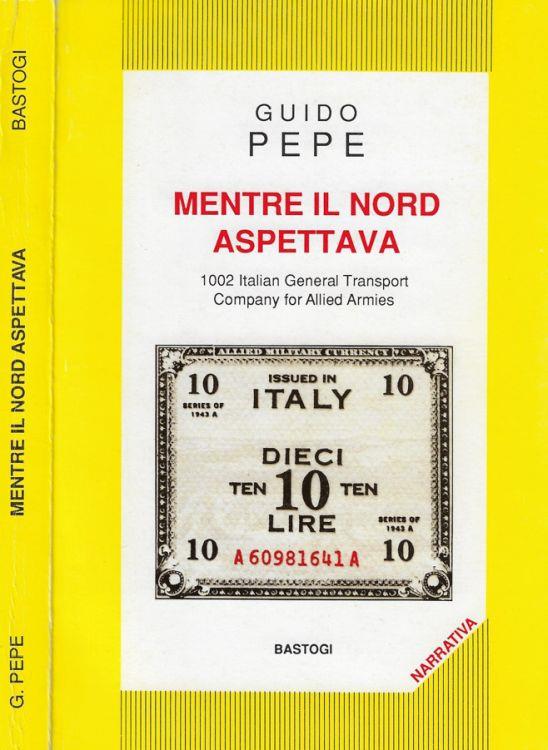 BASTOGI
MENTRE IL NORD ASPETTAVA
G. PEPE
GUIDO
PEPE
MENTRE IL NORD
ASPETTAVA
1002 Italian General Transport
Company for Allied Armies
ALLIED MILITARY CURRENCY
10 ISSUED IN 10
SERIES OF
1943 A
ITALY
DIECI
TEN 10 TEN
LIRE
SERIES OF
1943 A
10 A60981641A 10
BASTOGI
NARRATIVA